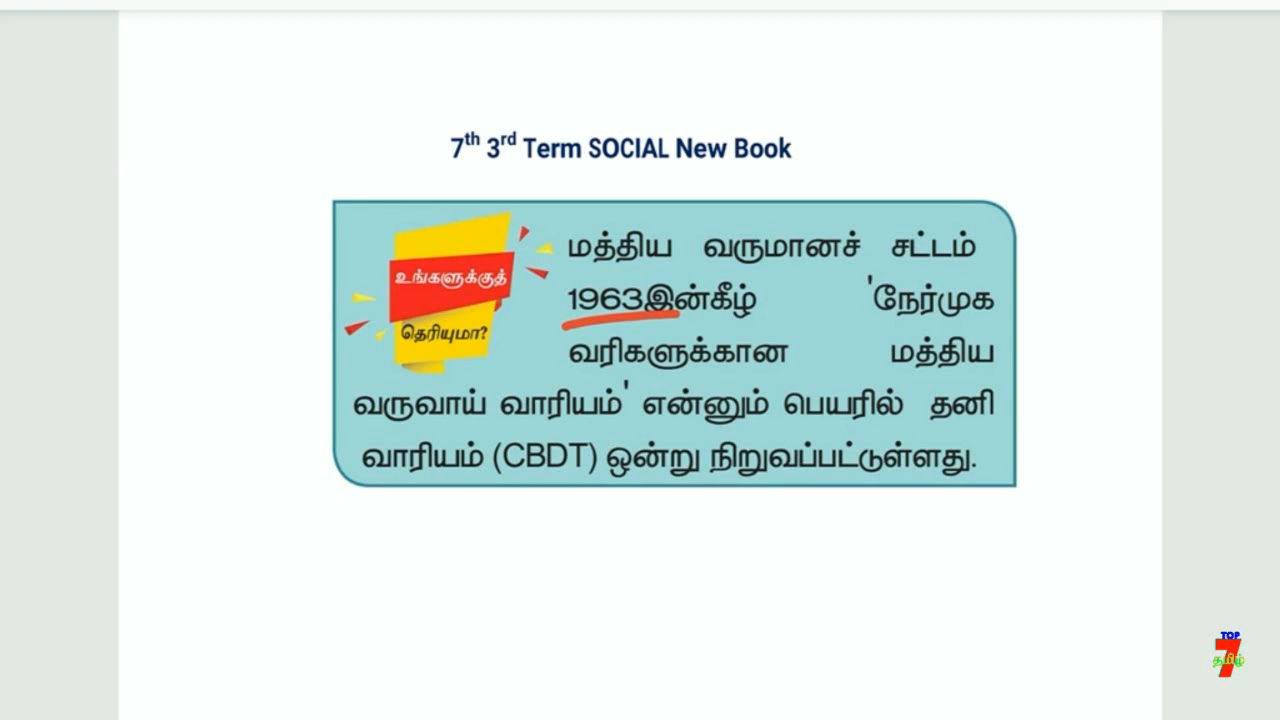 7th 3rd Term SOCIAL New Book
உங்களுக்குத்
தெரியுமா?
மத்திய வருமானச் சட்டம்
1963இன்கீழ் 'நேர்முக
வரிகளுக்கான மத்திய
வருவாய் வாரியம்' என்னும் பெயரில் தனி
வாரியம் (CBDT) ஒன்று நிறுவப்பட்டுள்ளது.
TOP
7
தமிழ்